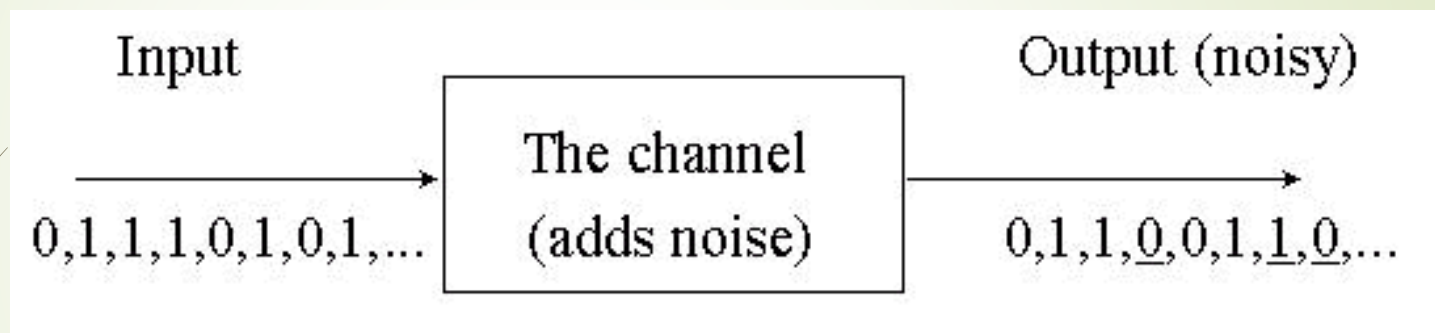 Input
Output (noisy)
The channel
(adds noise)
0,1,1,1,0,1,0,1,...
0,1,1,0,0,1,1,0,...